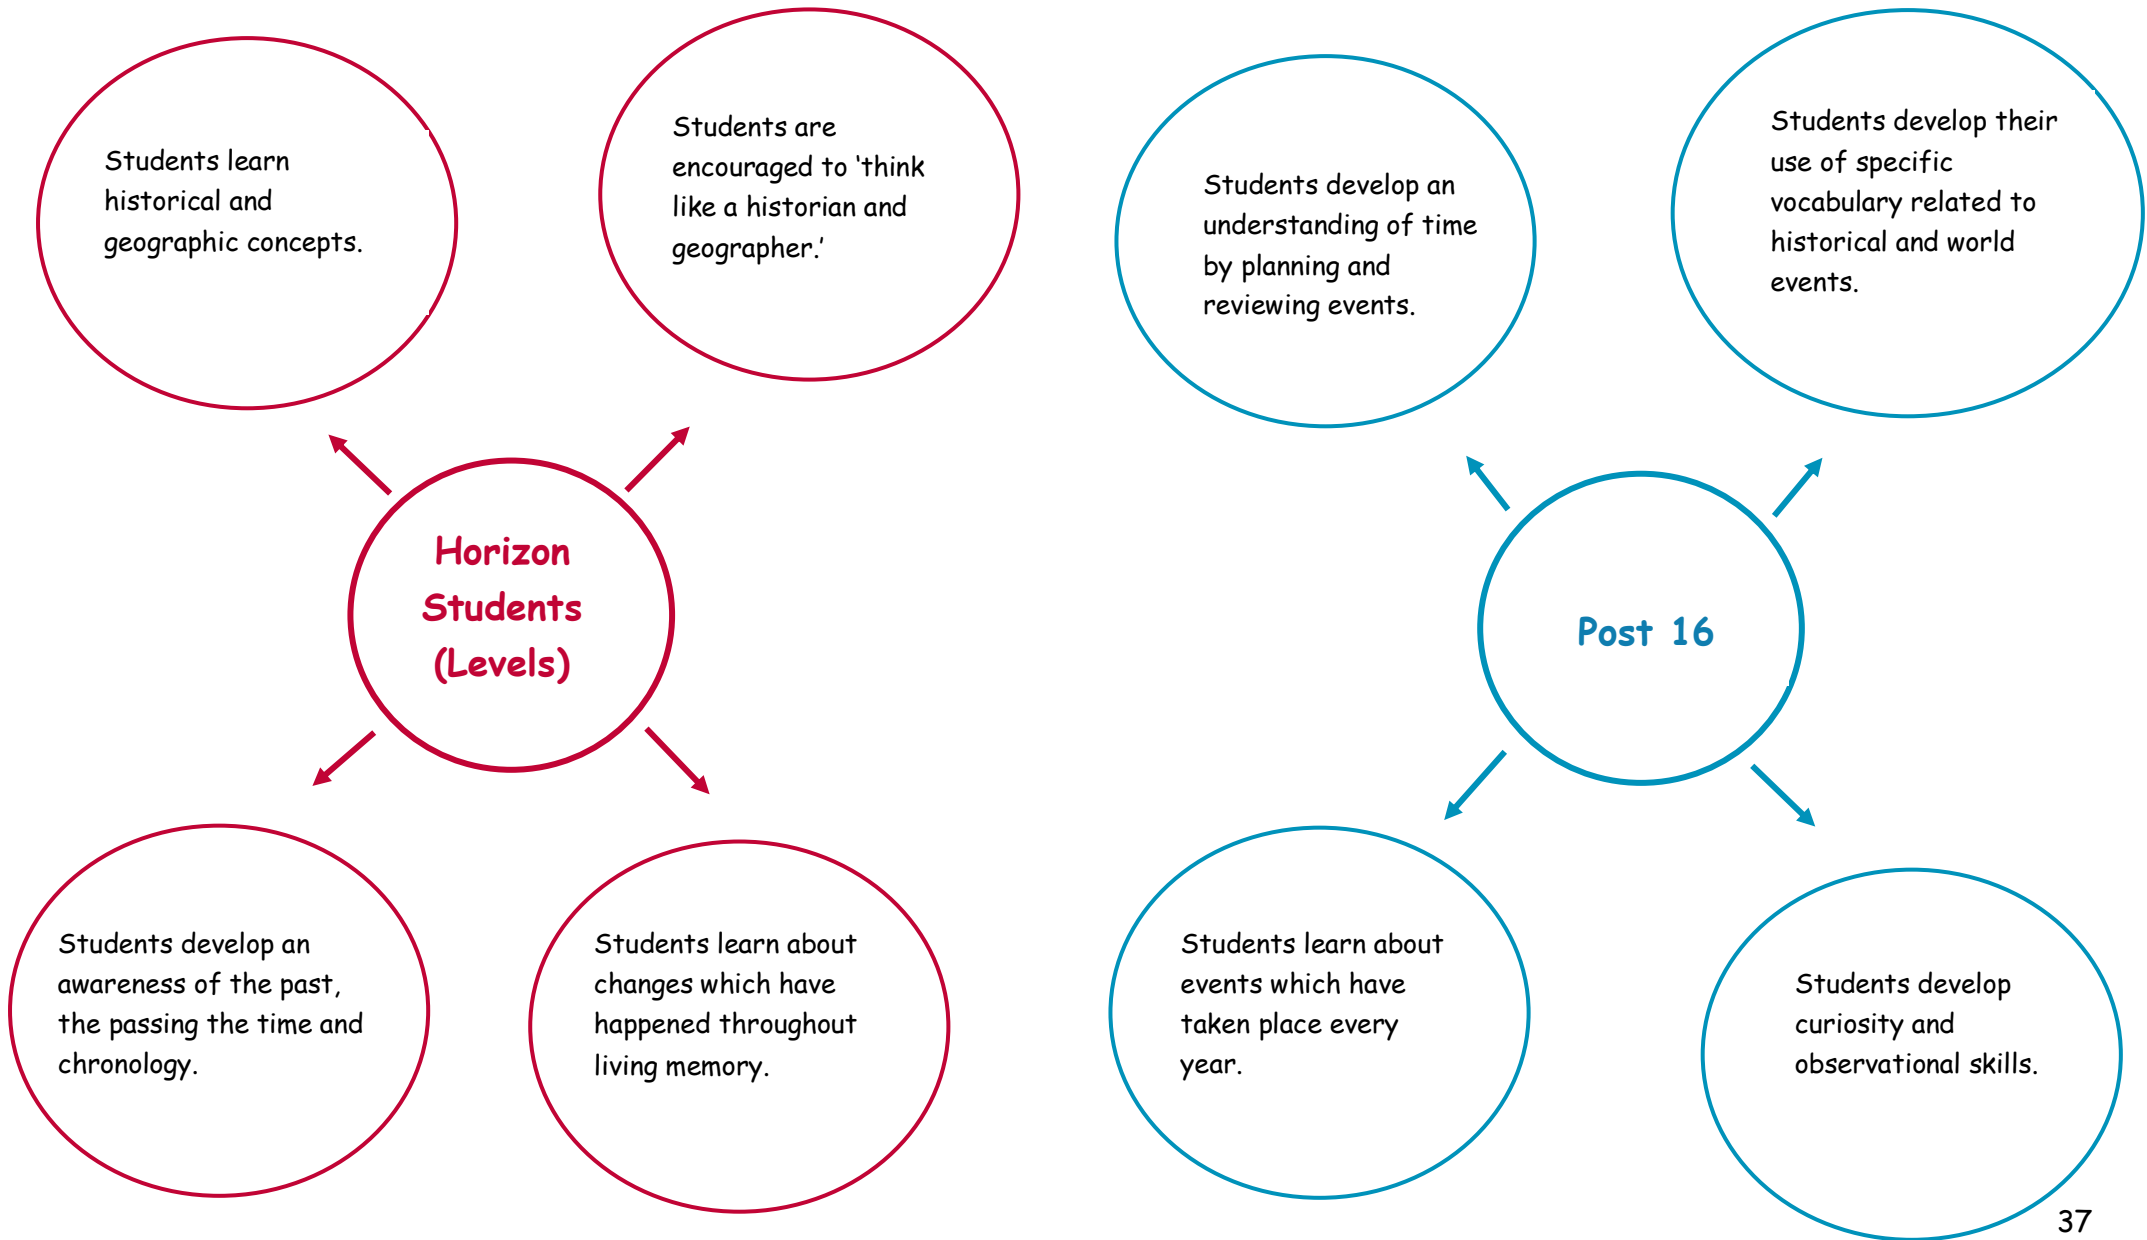 Students learn
historical and
geographic concepts.
Students are
encouraged to ‘think
like a historian and
geographer.’
Horizon
Students
(Levels)
Students develop an
awareness of the past,
the passing the time and
chronology.
Students learn about
changes which have
happened throughout
living memory.
Students develop an
understanding of time
by planning and
reviewing events.
Students develop their
use of specific
vocabulary related to
historical and world
events.
Post 16
Students learn about
events which have
taken place every
year.
Students develop
curiosity and
observational skills.
37